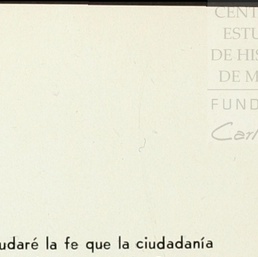 CENT
ESTU
DE HIS
DE M
FUND
Carl
udaré la fe que la ciudadanía